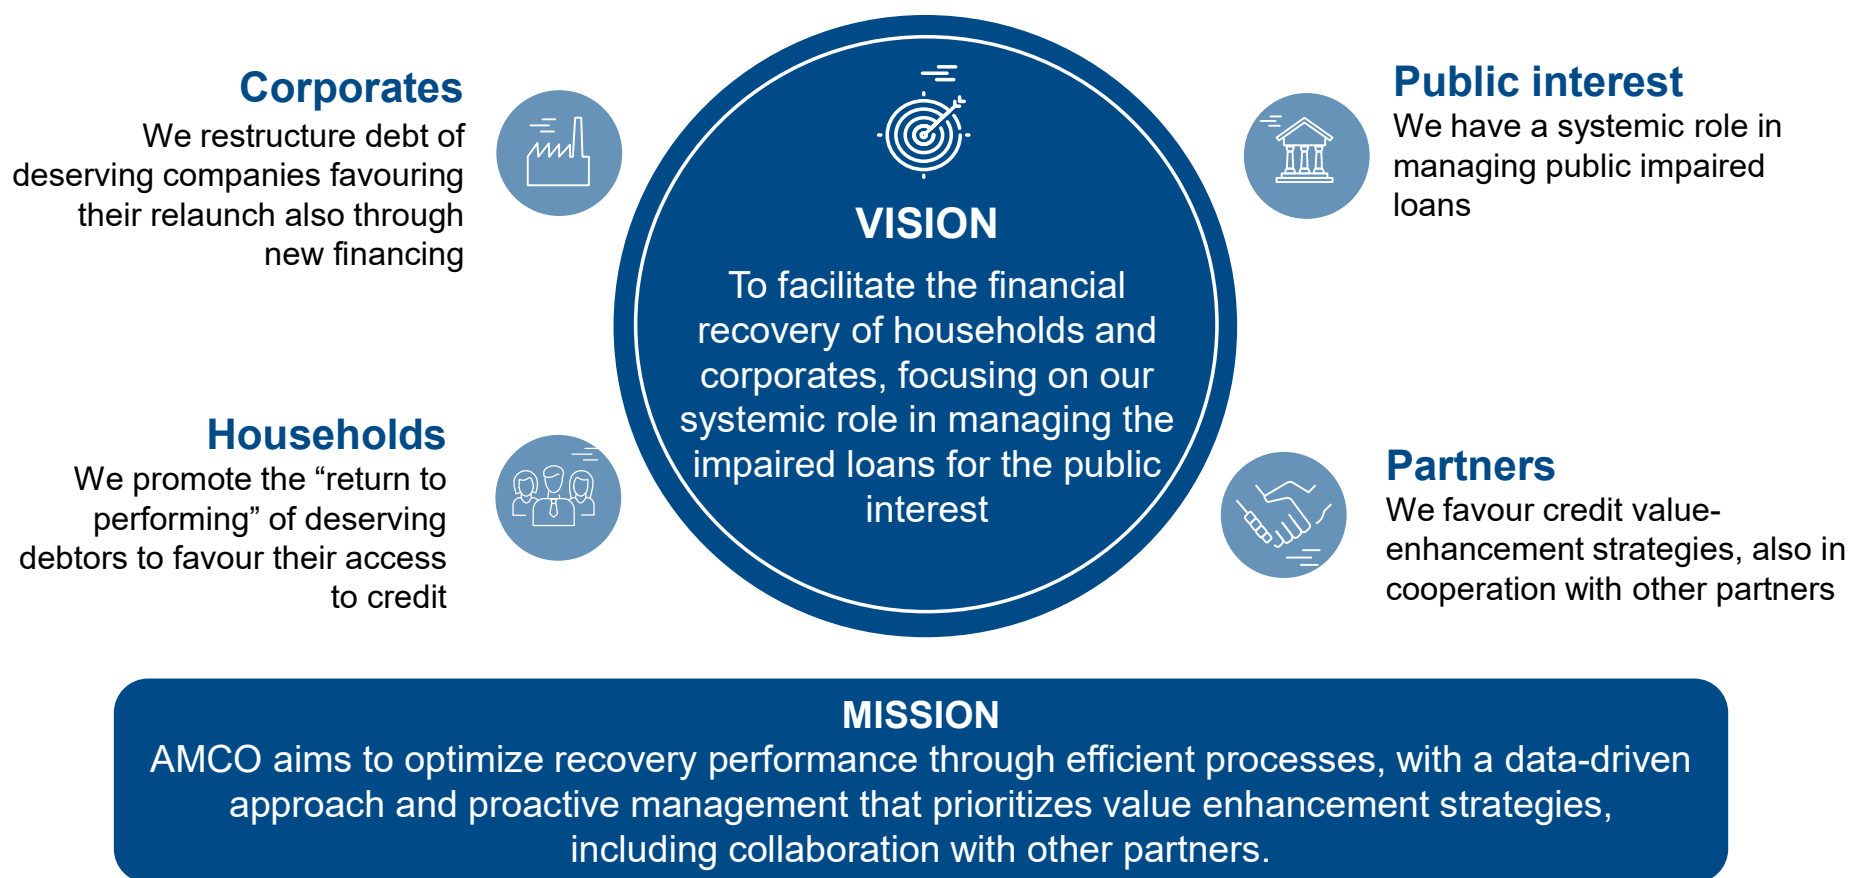 Corporates
We restructure debt of
deserving companies favouring
their relaunch also through
new financing
Households
We promote the “return to
performing” of deserving
debtors to favour their access
to credit
VISION
To facilitate the financial
recovery of households and
corporates, focusing on our
systemic role in managing the
impaired loans for the public
interest
Public interest
We have a systemic role in
managing public impaired
loans
Partners
We favour credit value-
enhancement strategies, also in
cooperation with other partners
MISSION
AMCO aims to optimize recovery performance through efficient processes, with a data-driven
approach and proactive management that prioritizes value enhancement strategies,
including collaboration with other partners.